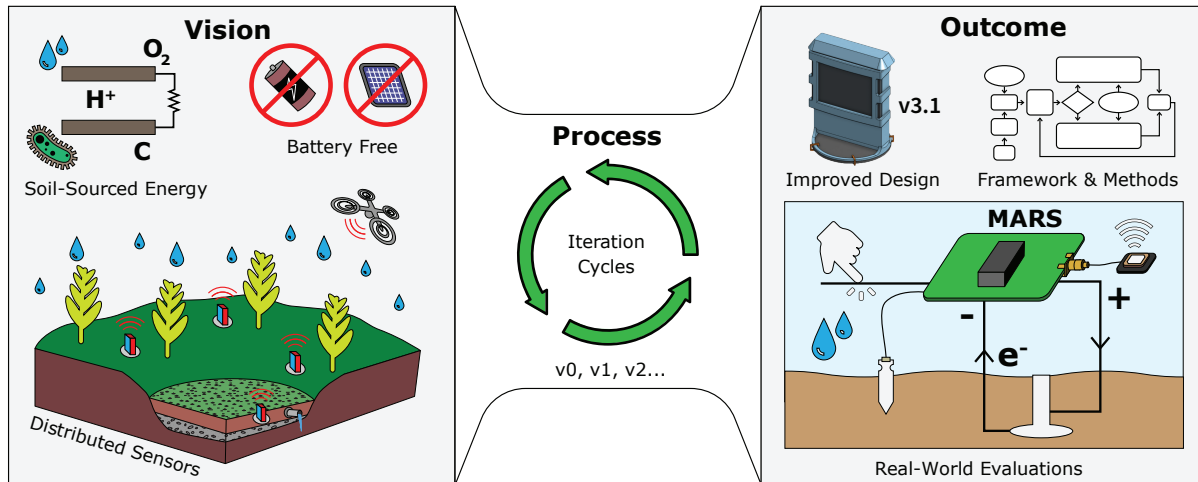 Vision
O2
H+
C
Soil-Sourced Energy
Battery Free
Distributed Sensors
Process
Iteration
Cycles
v0, v1, v2...
Outcome
v3.1
Improved Design
Framework & Methods
MARS
+
-
e-
Real-World Evaluations